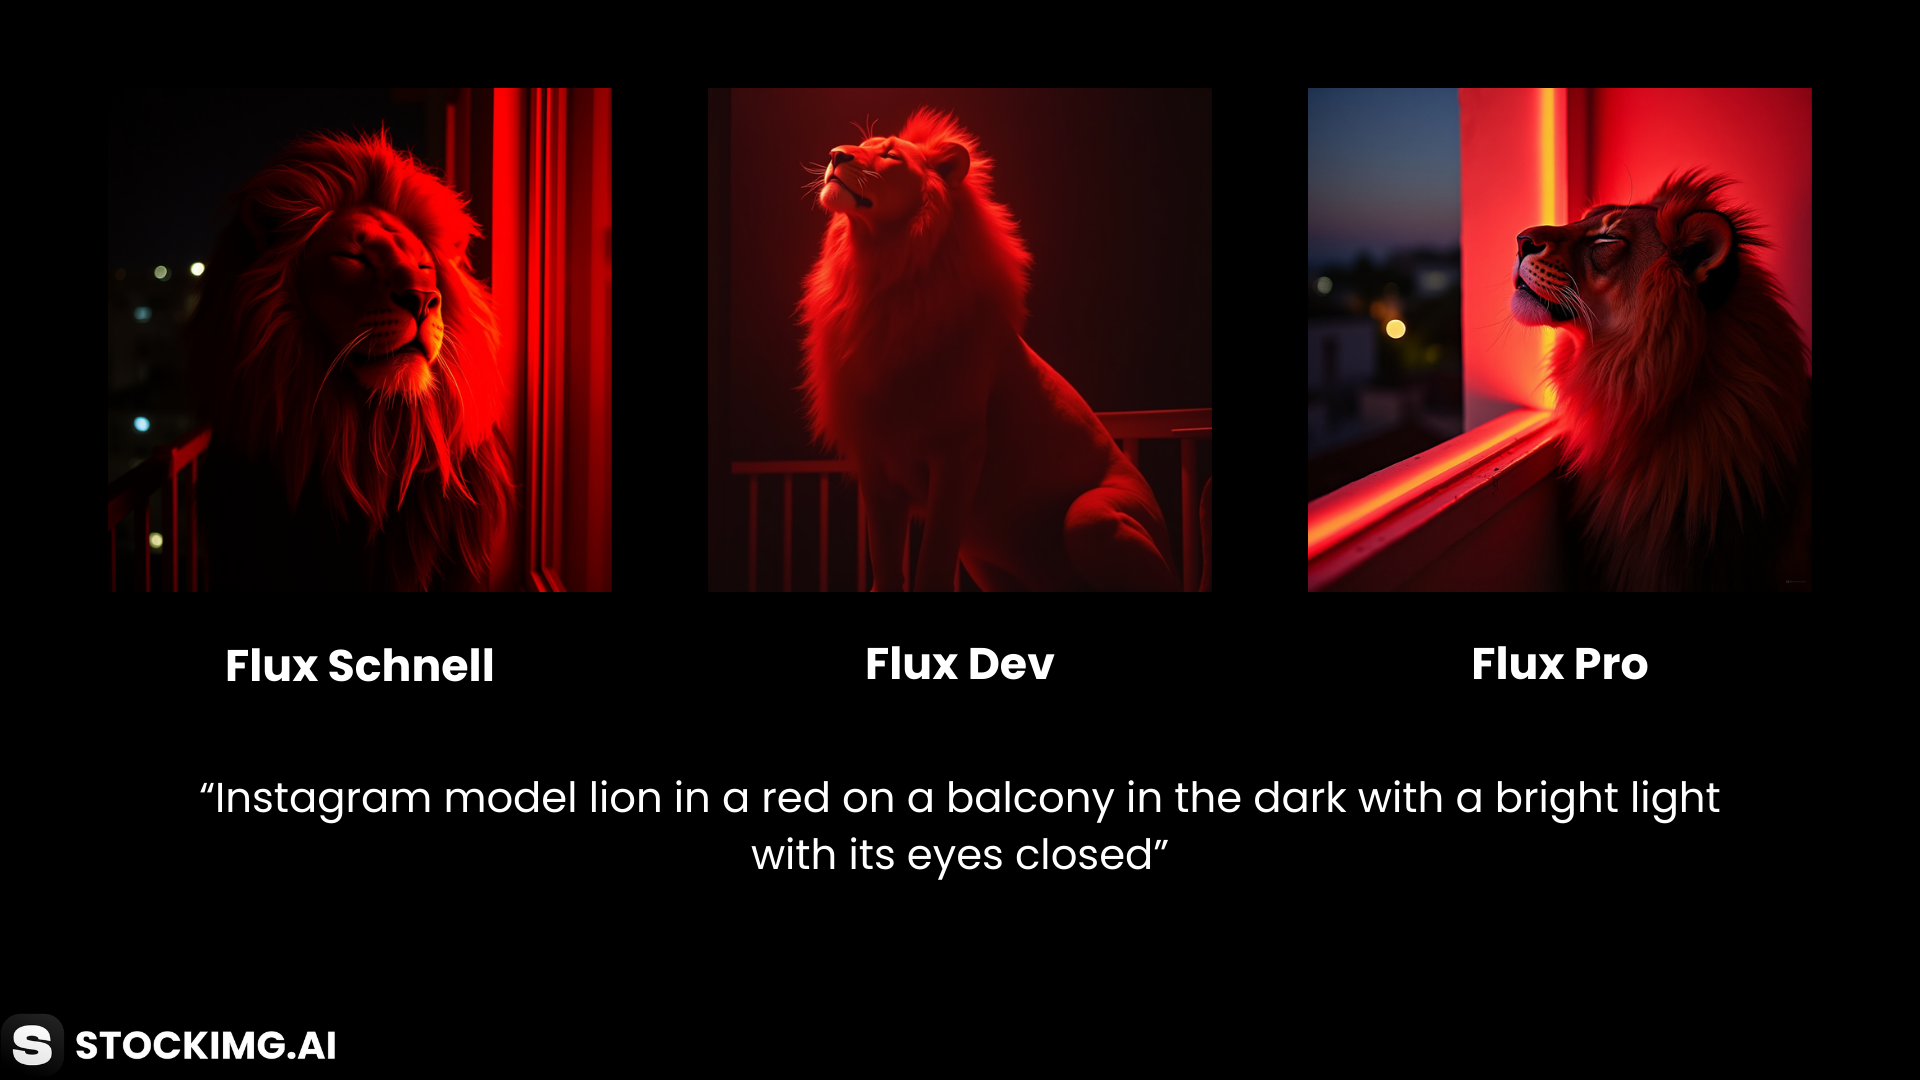 Flux Schnell
Flux Dev
Flux Pro
“Instagram model lion in a red on a balcony in the dark with a bright light
with its eyes closed”
S STOCKIMG.AI